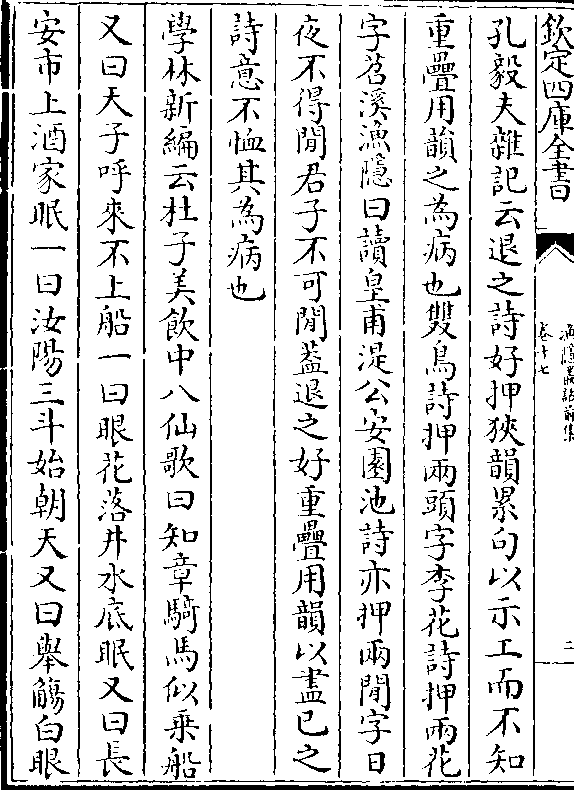 欽定四庫全書
漁隱叢話前集
卷十七
二
孔毅夫雜記云退之詩好押狹韻累句以示工而不知
重疊用韻之為病也雙鳥詩押兩頭字李花詩押兩花
字苕溪漁隱曰讀皇甫湜公安園池詩亦押兩閒字曰
夜不得閒君子不可閒葢退之好重疊用韻以盡己之
詩意不恤其為病也
學林新編云杜子美飲中八仙歌曰知章騎馬似乗船
又曰天子呼來不上船一曰眼花落井水底眠又曰長
安市上酒家眠一曰汝陽三斗始朝天又曰舉觴白眼